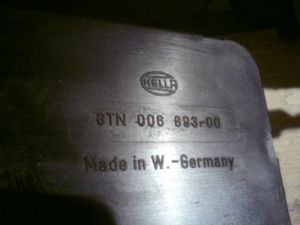 HELLA
8TN 006 893-00
Made in W.-Germany